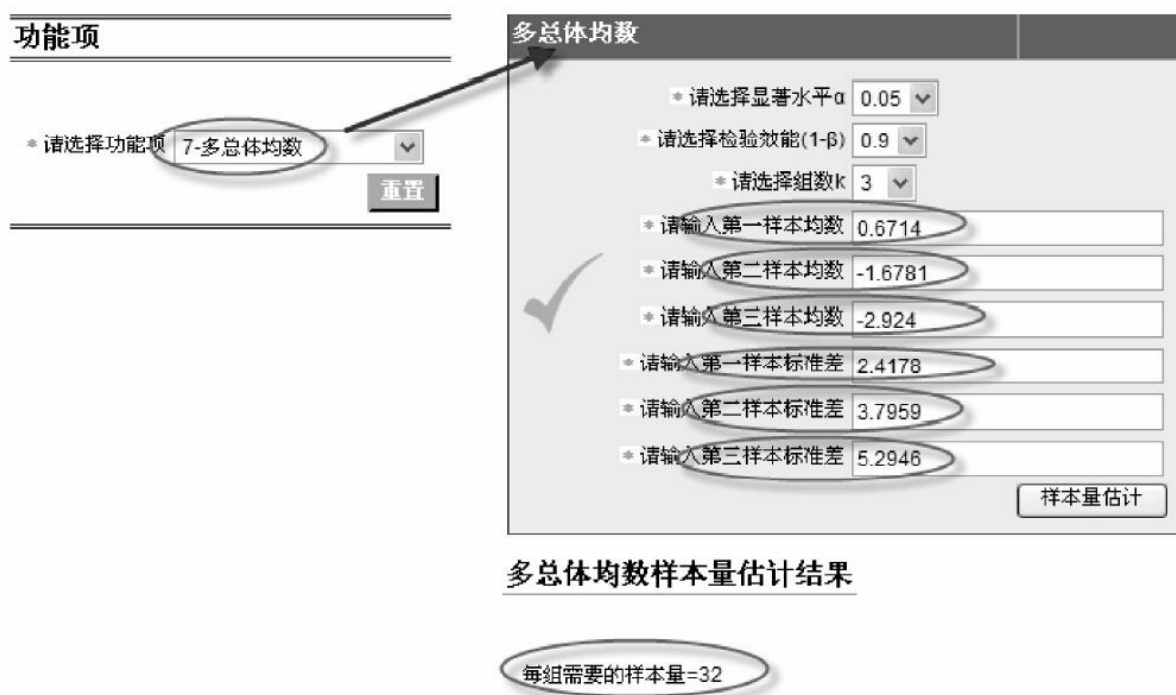 功能项
* 请选择功能项 7-多总体均数
重置
多总体均数
* 请选择显著水平α 0.05
* 请选择检验效能(1-β) 0.9
* 请选择组数k 3
* 请输入第一样本均数 0.6714
* 请输入第二样本均数 -1.6781
* 请输入第三样本均数 -2.924
* 请输入第一样本标准差 2.4178
* 请输入第二样本标准差 3.7959
* 请输入第三样本标准差 5.2946
样本量估计
多总体均数样本量估计结果
每组需要的样本量=32